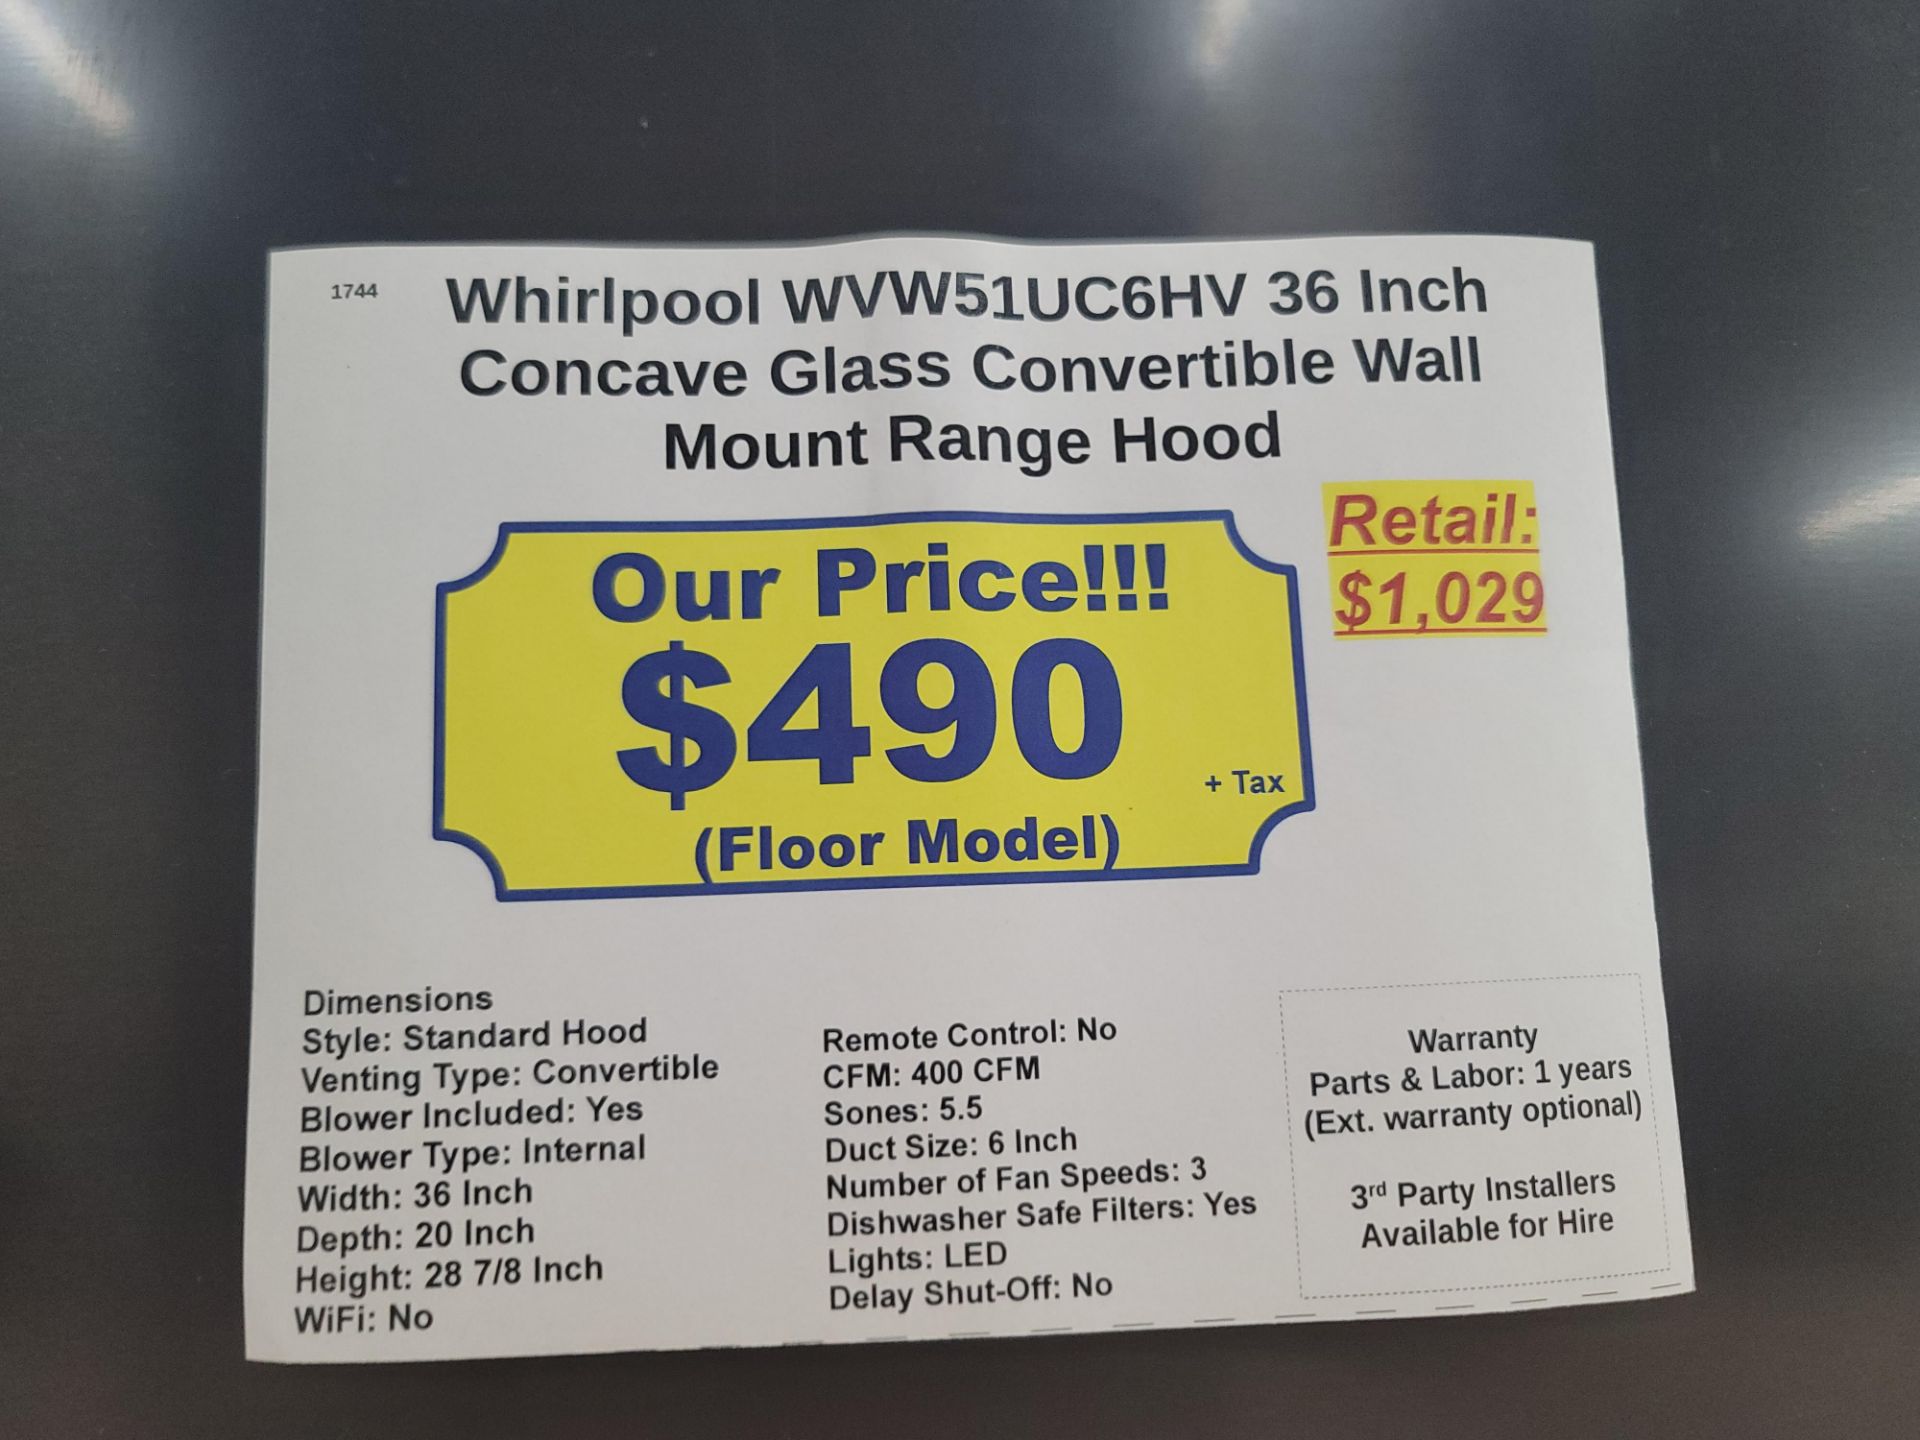 1744
Whirlpool WVW51UC6HV 36 Inch
Concave Glass Convertible Wall
Mount Range Hood
Retail:
$1,029
Our Price!!!
$490
+ Tax
(Floor Model)
Dimensions
Style: Standard Hood
Venting Type: Convertible
Blower Included: Yes
Blower Type: Internal
Width: 36 Inch
Depth: 20 Inch
Height: 28 7/8 Inch
WiFi: No
Remote Control: No
CFM: 400 CFM
Sones: 5.5
Duct Size: 6 Inch
Number of Fan Speeds: 3
Dishwasher Safe Filters: Yes
Lights: LED
Delay Shut-Off: No
Warranty
Parts & Labor: 1 years
(Ext. warranty optional)
3rd Party Installers
Available for Hire